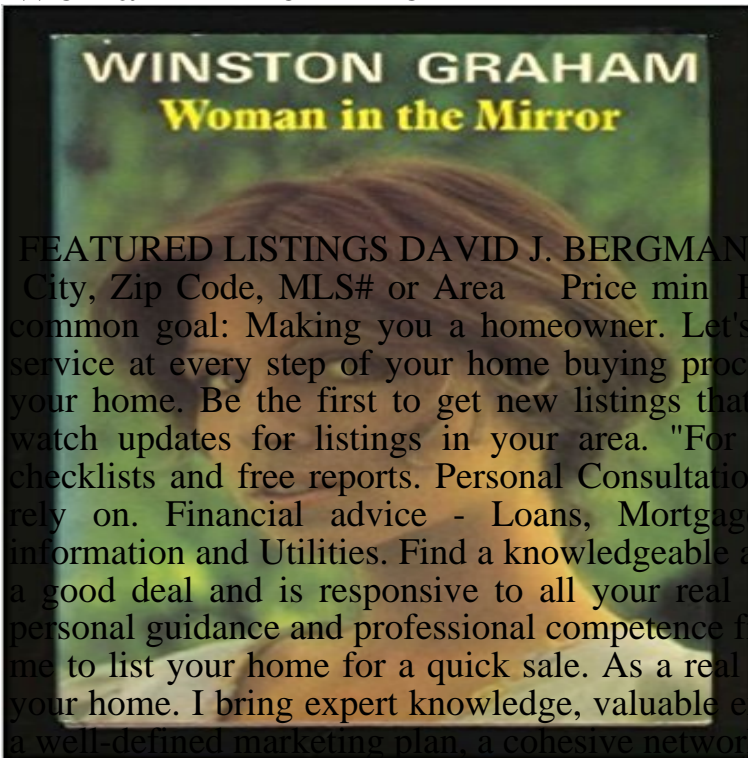 WINSTON GRAHAM
Woman in the Mirror
FEATURED LISTINGS DAVID J. BERGMAN
City, Zip Code, MLS# or Area Price min
common goal: Making you a homeowner. Let's
service at every step of your home buying proc
your home. Be the first to get new listings that
watch updates for listings in your area. "For
checklists and free reports. Personal Consultatio
rely on. Financial advice - Loans, Mortgag
information and Utilities. Find a knowledgeable a
a good deal and is responsive to all your real
personal guidance and professional competence f
me to list your home for a quick sale. As a real
your home. I bring expert knowledge, valuable e
a well-defined marketing plan, a cohesive networ